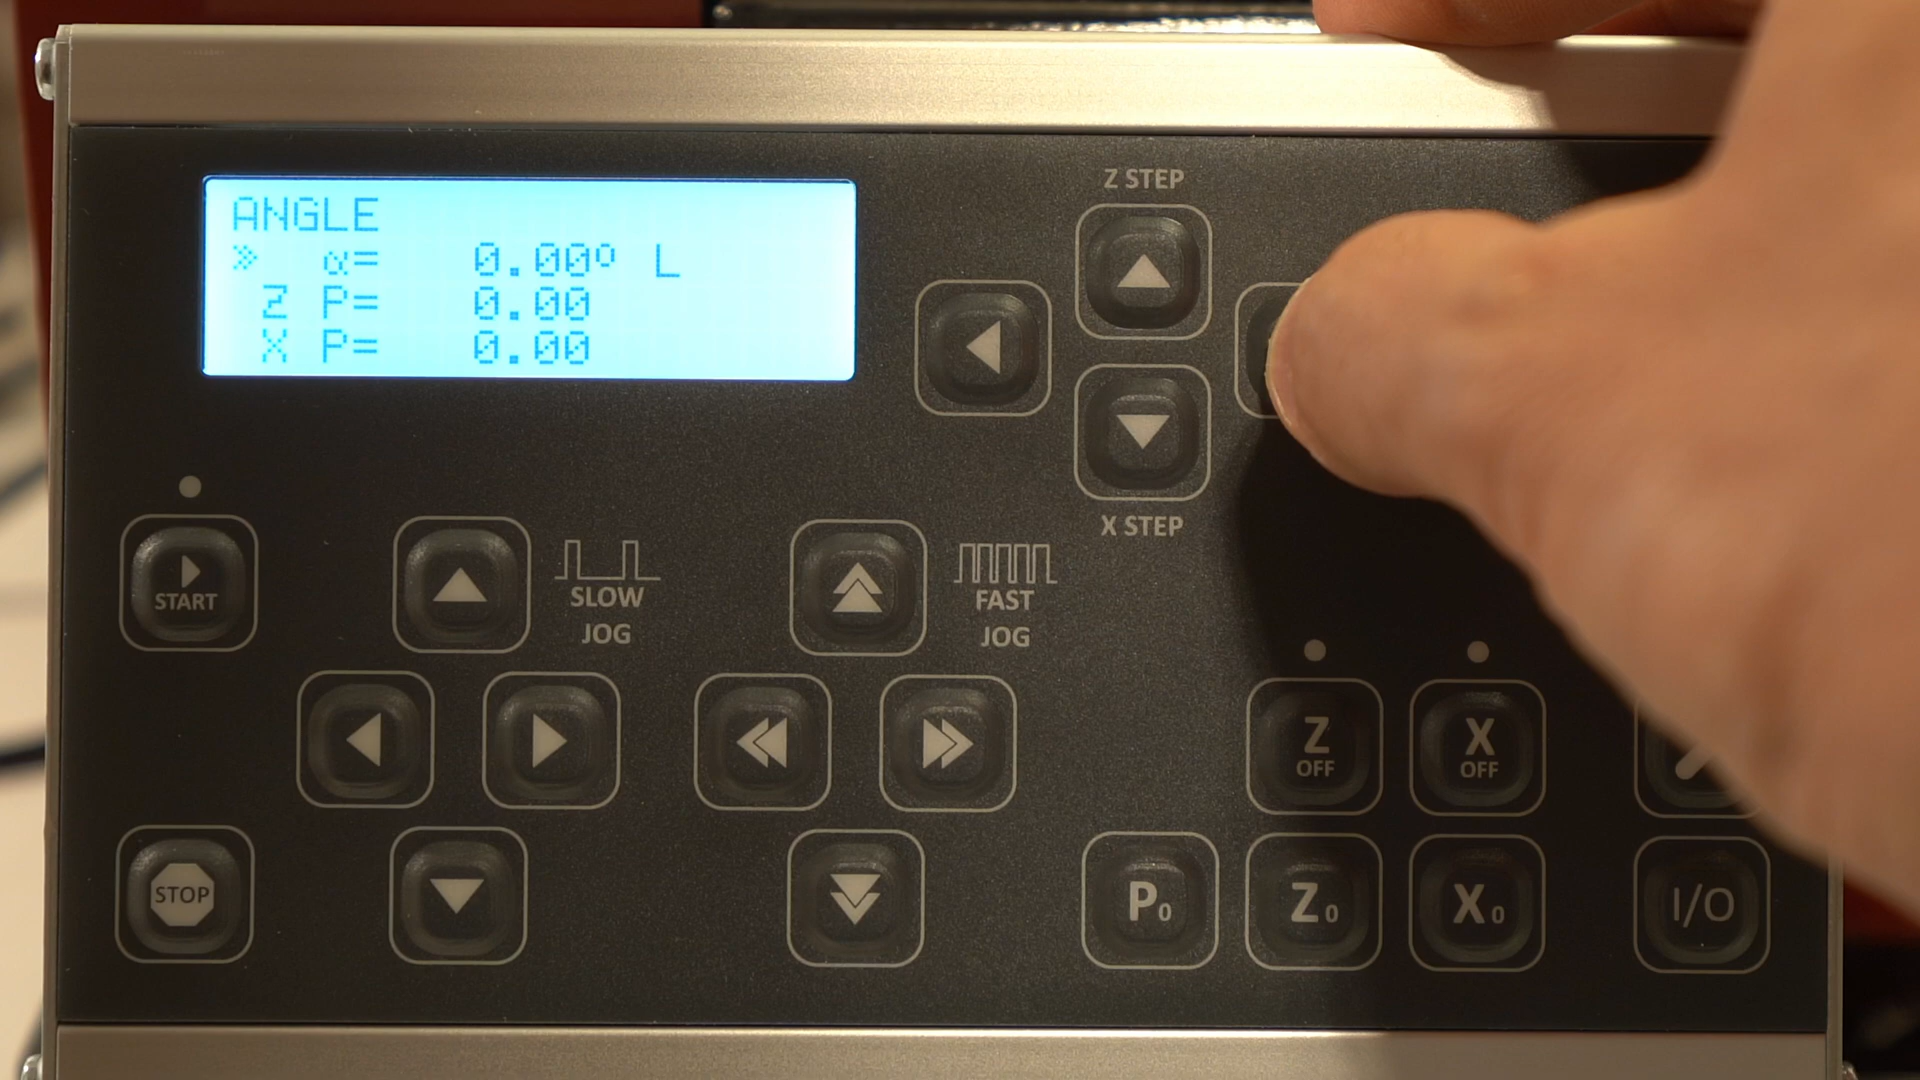 ANGLE
» α= 0.00º L
Z P= 0.00
X P= 0.00
Z STEP
X STEP
START
SLOW
JOG
FAST
JOG
Z
OFF
X
OFF
STOP
P0
Z0
X0
I/O